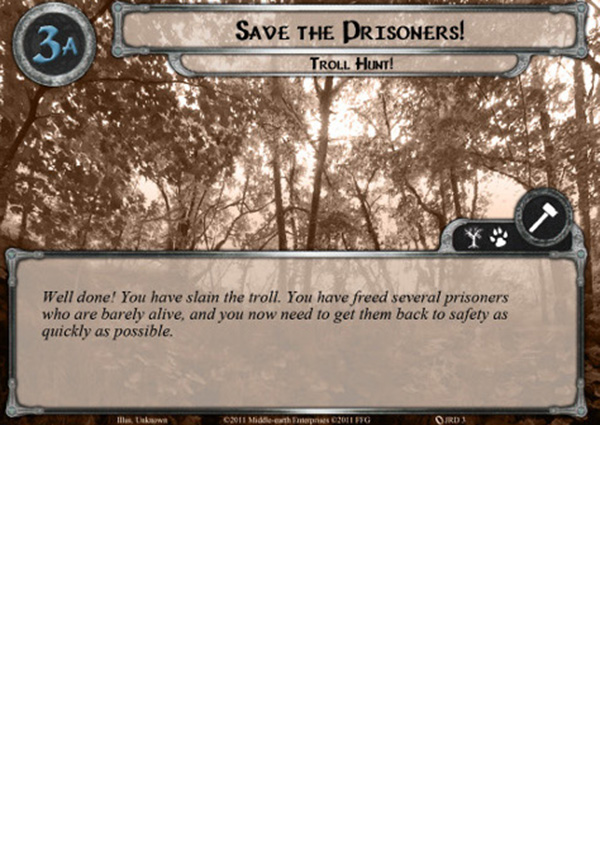 3A
Save the Prisoners!
Troll Hunt!
Well done! You have slain the troll. You have freed several prisoners
who are barely alive, and you now need to get them back to safety as
quickly as possible.
Illus. Unknown ©2011 Middle-earth Enterprises ©2011 FFG JRD 3